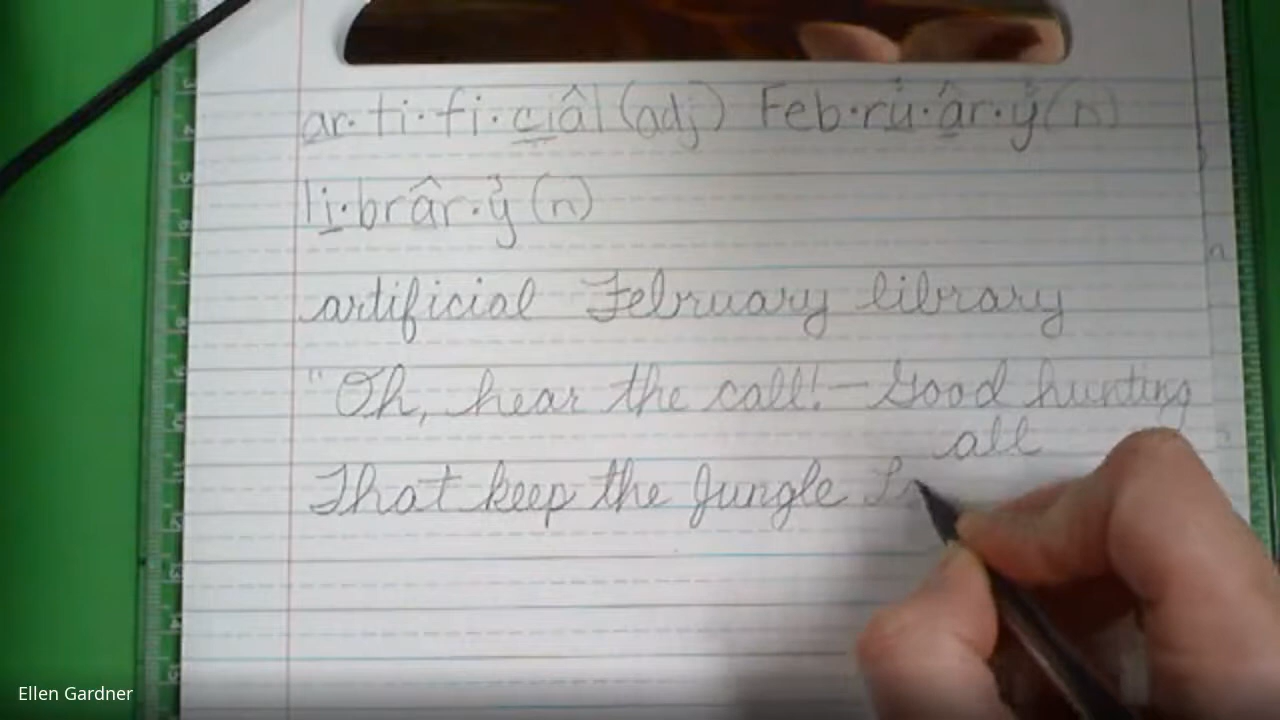 ar·ti·fi·ciâl (adj) Feb·ru̇·âr·y̆ (n)
li·brâr·y̆ (n)
artificial February library
"Oh, hear the call!—Good hunting
all
That keep the Jungle
Ellen Gardner